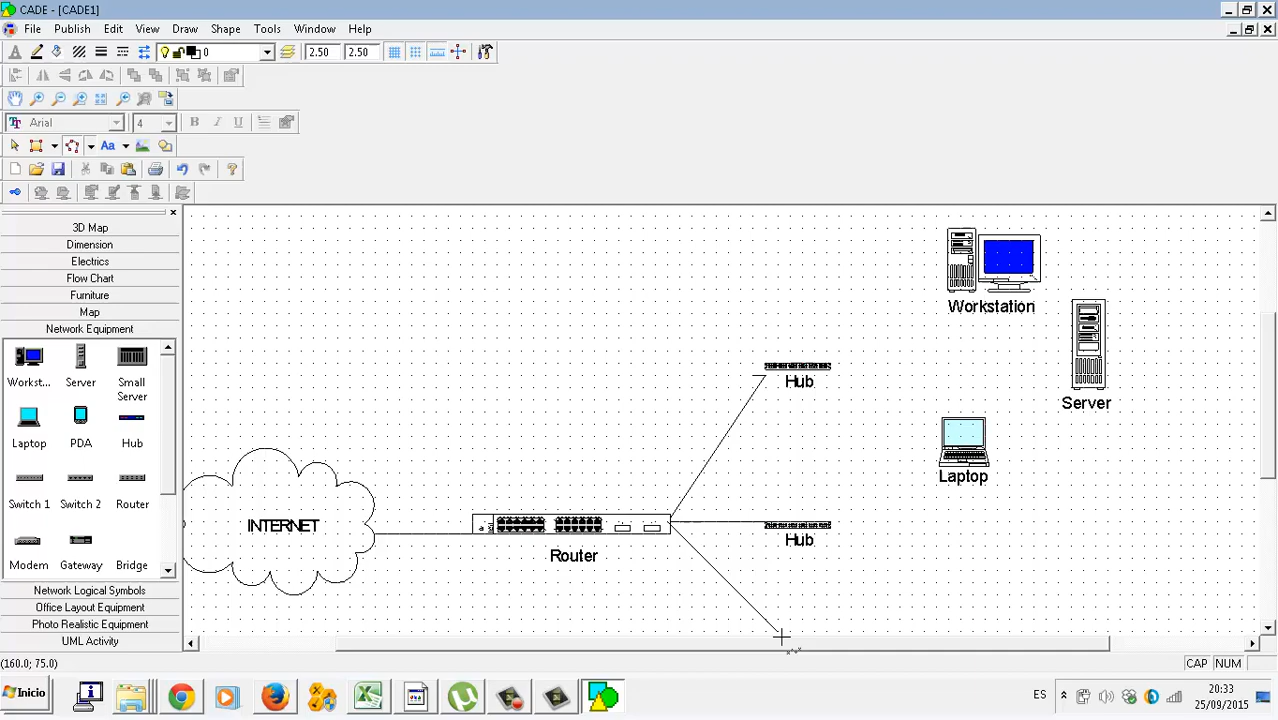 CADE - [CADE1]
File Publish Edit View Draw Shape Tools Window Help
A 0 2.50 2.50
Arial 4 B I U
Aa
3D Map
Dimension
Electrics
Flow Chart
Furniture
Map
Network Equipment
Workst... Server Small Server
Laptop PDA Hub
Switch 1 Switch 2 Router
Modem Gateway Bridge
Network Logical Symbols
Office Layout Equipment
Photo Realistic Equipment
UML Activity
Workstation
Hub
Server
Laptop
INTERNET
Router
Hub
(160.0; 75.0) CAP NUM
Inicio ES 20:33
25/09/2015